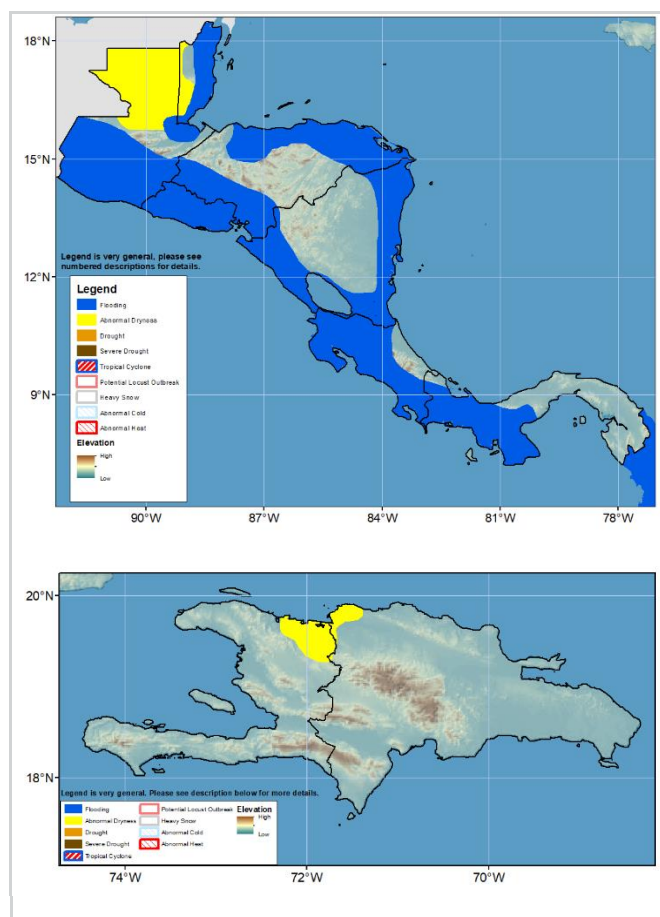 18°N
15°N
12°N
9°N
Legend is very general, please see
numbered descriptions for details.
Legend
Flooding
Abnormal Dryness
Drought
Severe Drought
Tropical Cyclone
Potential Locust Outbreak
Heavy Snow
Abnormal Cold
Abnormal Heat
Elevation
High
Low
90°W 87°W 84°W 81°W 78°W
20°N
18°N
Legend is very general. Please see description below for more details.
Flooding Potential Locust Outbreak Elevation
Abnormal Dryness Heavy Snow High
Drought Abnormal Cold
Severe Drought Abnormal Heat Low
Tropical Cyclone
74°W 72°W 70°W